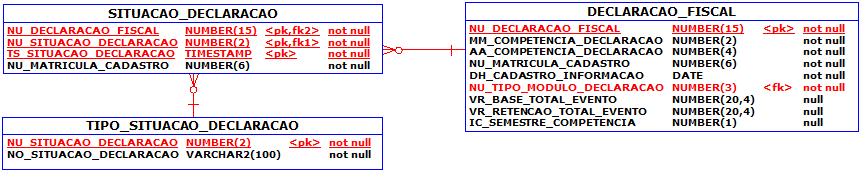 SITUACAO_DECLARACAO
NU_DECLARACAO_FISCAL NUMBER(15) <pk,fk2> not null
NU_SITUACAO_DECLARACAO NUMBER(2) <pk,fk1> not null
TS_SITUACAO_DECLARACAO TIMESTAMP <pk> not null
NU_MATRICULA_CADASTRO NUMBER(6) not null
DECLARACAO_FISCAL
NU_DECLARACAO_FISCAL NUMBER(15) <pk> not null
MM_COMPETENCIA_DECLARACAO NUMBER(2) not null
AA_COMPETENCIA_DECLARACAO NUMBER(4) not null
NU_MATRICULA_CADASTRO NUMBER(6) not null
DH_CADASTRO_INFORMACAO DATE not null
NU_TIPO_MODULO_DECLARACAO NUMBER(3) <fk> not null
VR_BASE_TOTAL_EVENTO NUMBER(20,4) null
VR_RETENCAO_TOTAL_EVENTO NUMBER(20,4) null
IC_SEMESTRE_COMPETENCIA NUMBER(1) null
TIPO_SITUACAO_DECLARACAO
NU_SITUACAO_DECLARACAO NUMBER(2) <pk> not null
NO_SITUACAO_DECLARACAO VARCHAR2(100) not null